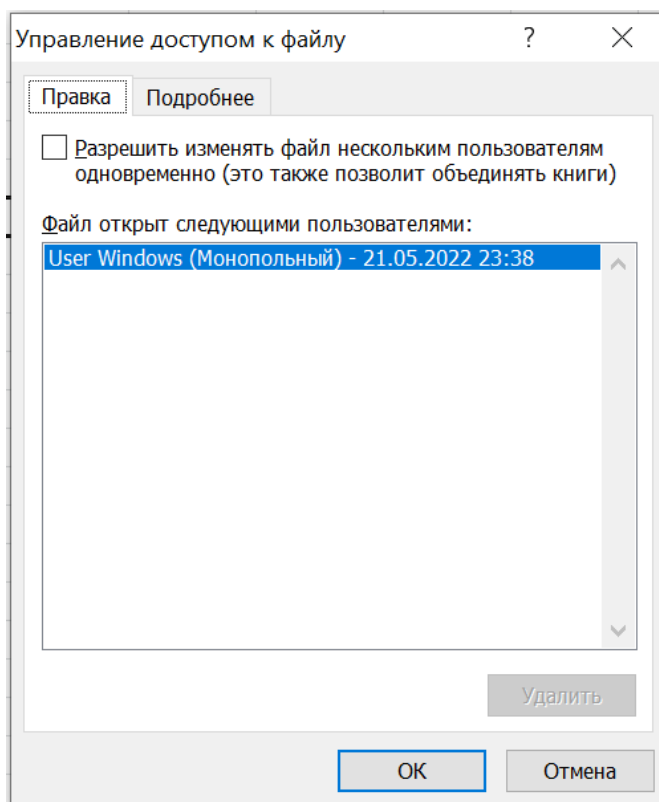 Управление доступом к файлу ?
Правка Подробнее
Разрешить изменять файл нескольким пользователям
одновременно (это также позволит объединять книги)
Файл открыт следующими пользователями:
User Windows (Монопольный) - 21.05.2022 23:38
Удалить
ОК Отмена